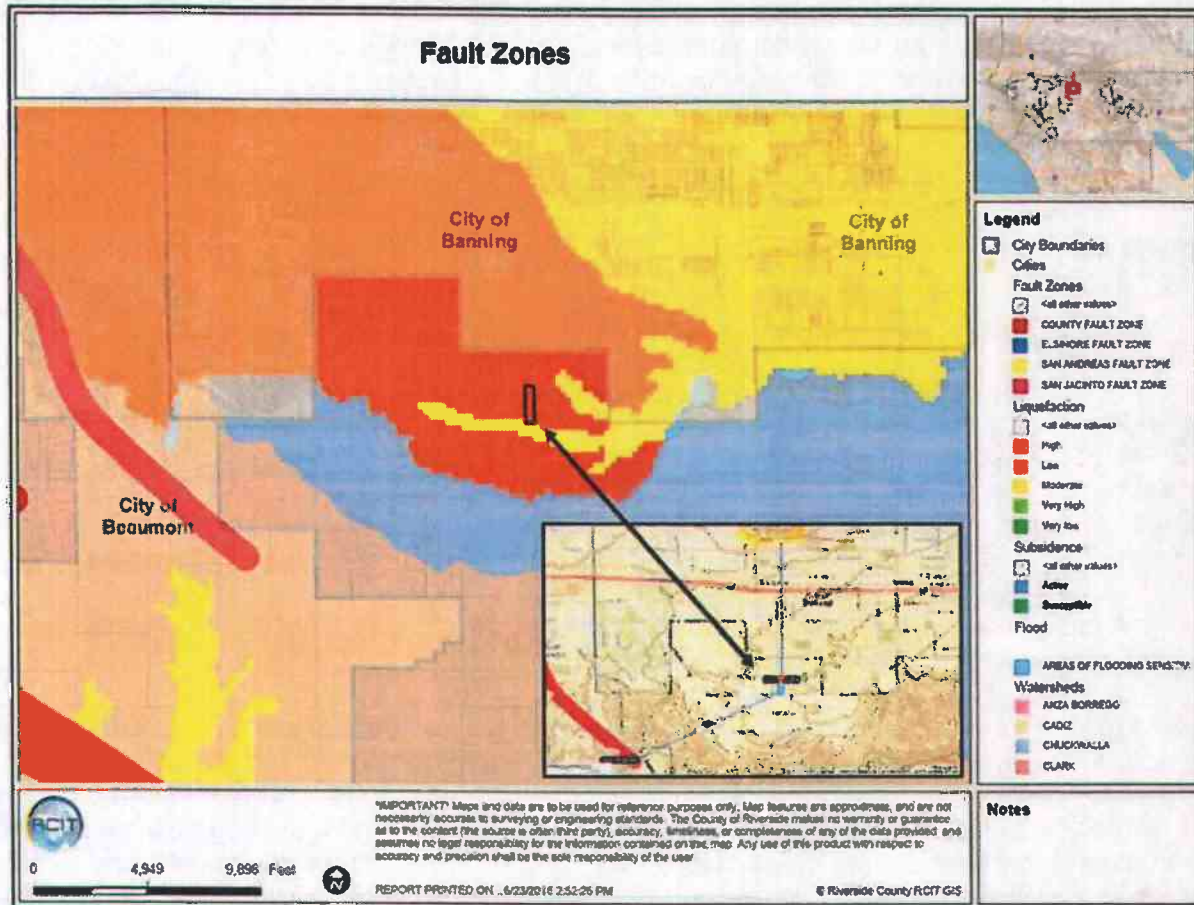 Fault Zones
City of
Banning
City of
Banning
City of
Beaumont
Legend
City Boundaries
Cities
Fault Zones
<all other values>
COUNTY FAULT ZONE
ELSINORE FAULT ZONE
SAN ANDREAS FAULT ZONE
SAN JACINTO FAULT ZONE
Liquefaction
<all other values>
High
Low
Moderate
Very High
Very low
Subsidence
<all other values>
Active
Susceptible
Flood
AREAS OF FLOODING SENSITIV
Watersheds
ANZA BORREGO
CADIZ
CHUCKWALLA
CLARK
RCIT
0 4,949 9,896 Feet
N
*IMPORTANT* Maps and data are to be used for reference purposes only. Map features are approximate, and are not
necessarily accurate to surveying or engineering standards. The County of Riverside makes no warranty or guarantee
as to the content (the source is often third party), accuracy, timeliness, or completeness of any of the data provided, and
assumes no legal responsibility for the information contained on this map. Any use of this product with respect to
accuracy and precision shall be the sole responsibility of the user.
REPORT PRINTED ON... 6/23/2016 2:52:25 PM
© Riverside County RCIT GIS
Notes